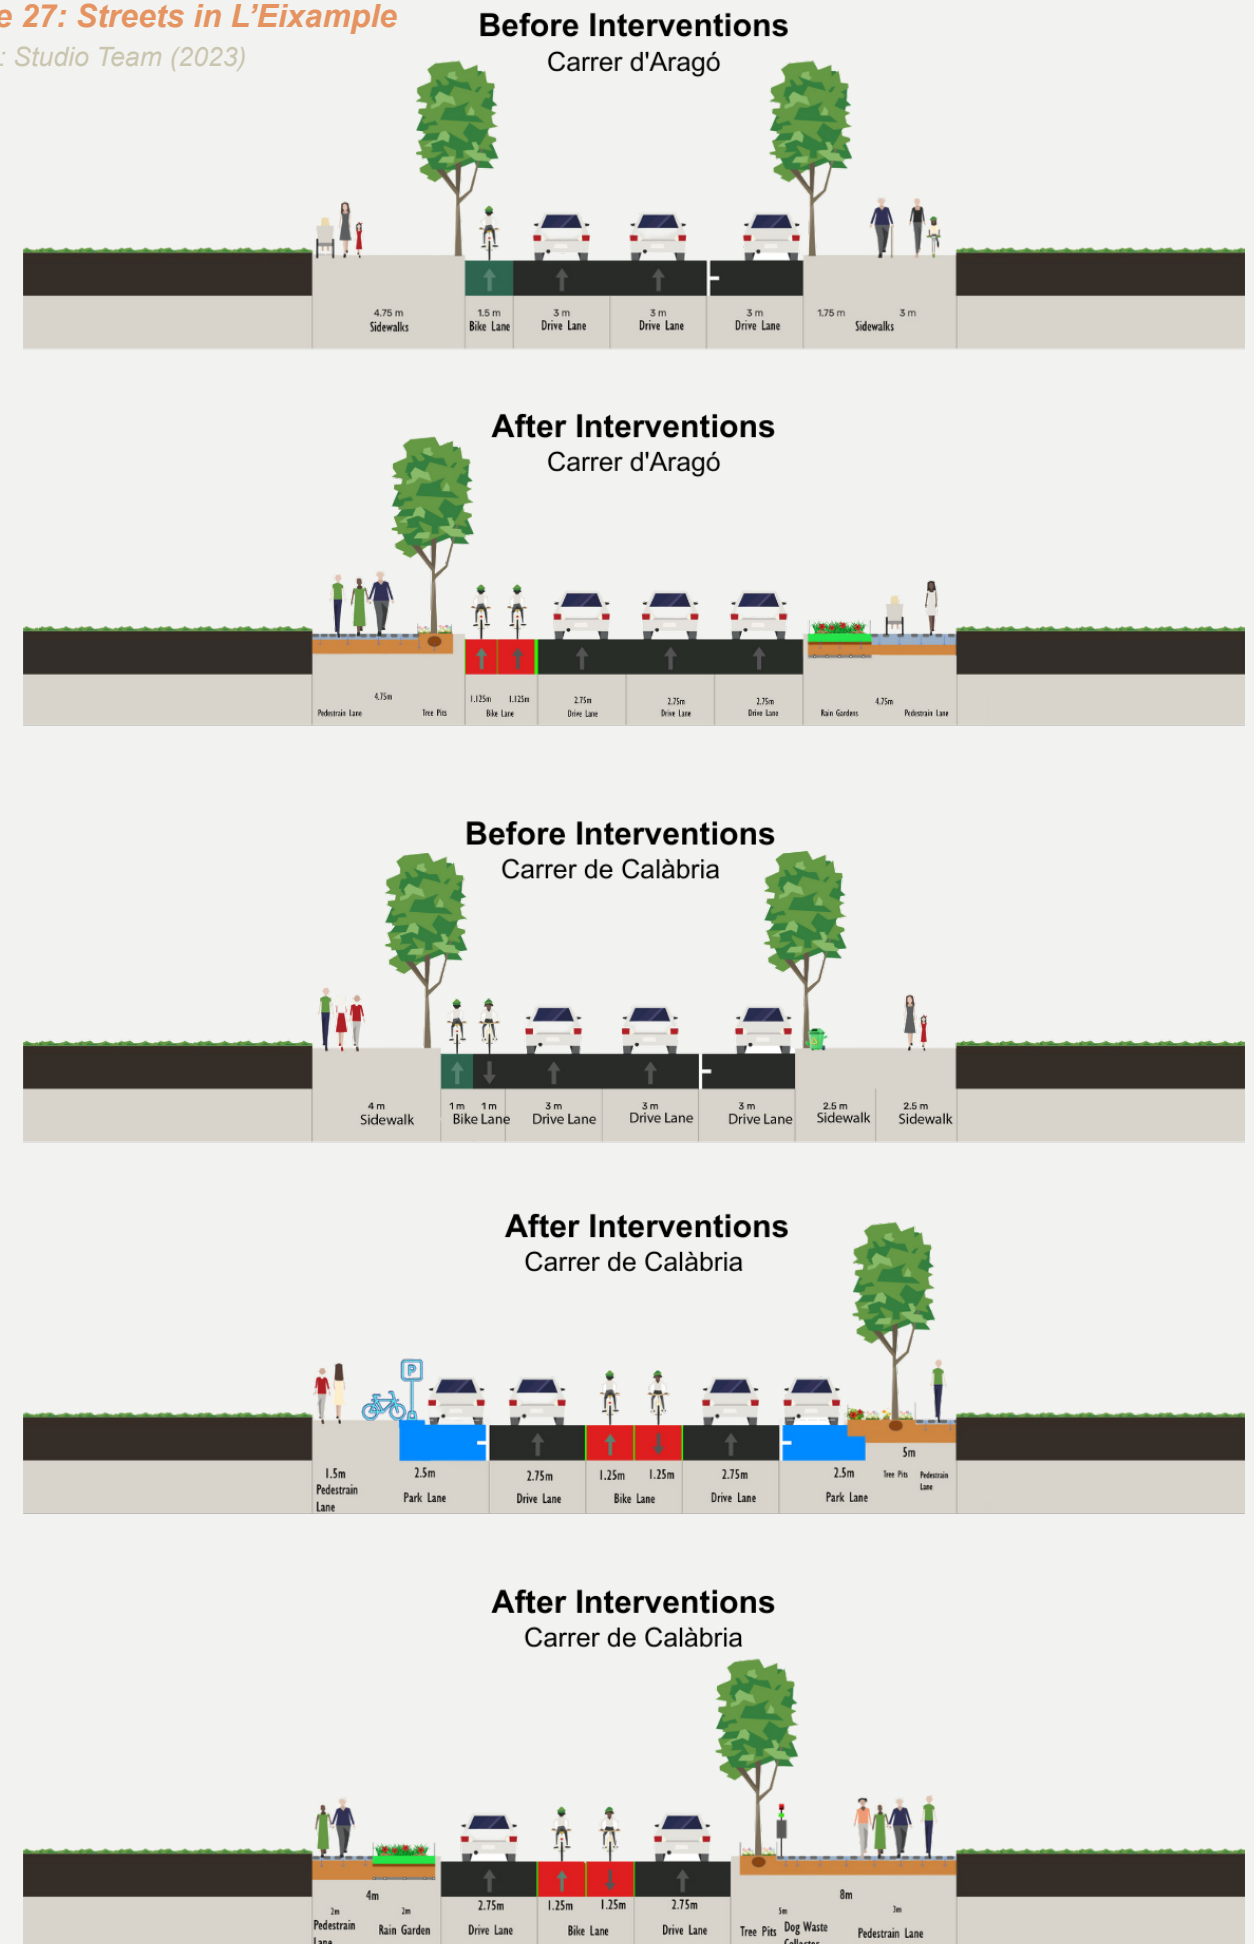 e 27: Streets in L’Eixample
: Studio Team (2023)
Before Interventions
Carrer d'Aragó
4.75 m
Sidewalks
1.5 m
Bike Lane
3 m
Drive Lane
3 m
Drive Lane
3 m
Drive Lane
1.75 m 3 m
Sidewalks
After Interventions
Carrer d'Aragó
4.75m
Pedestrain Lane Tree Pits
1.125m 1.125m
Bike Lane
2.75m
Drive Lane
2.75m
Drive Lane
2.75m
Drive Lane
4.75m
Rain Gardens Pedestrain Lane
Before Interventions
Carrer de Calàbria
4 m
Sidewalk
1 m 1 m
Bike Lane
3 m
Drive Lane
3 m
Drive Lane
3 m
Drive Lane
2.5 m
Sidewalk
2.5 m
Sidewalk
After Interventions
Carrer de Calàbria
P
1.5m
Pedestrain
Lane
2.5m
Park Lane
2.75m
Drive Lane
1.25m 1.25m
Bike Lane
2.75m
Drive Lane
2.5m
Park Lane
5m
Tree Pits
Pedestrain
Lane
After Interventions
Carrer de Calàbria
4m
2m
Pedestrain
Lane
2m
Rain Garden
2.75m
Drive Lane
1.25m 1.25m
Bike Lane
2.75m
Drive Lane
8m
5m
Tree Pits
Dog Waste
Collector
3m
Pedestrain Lane